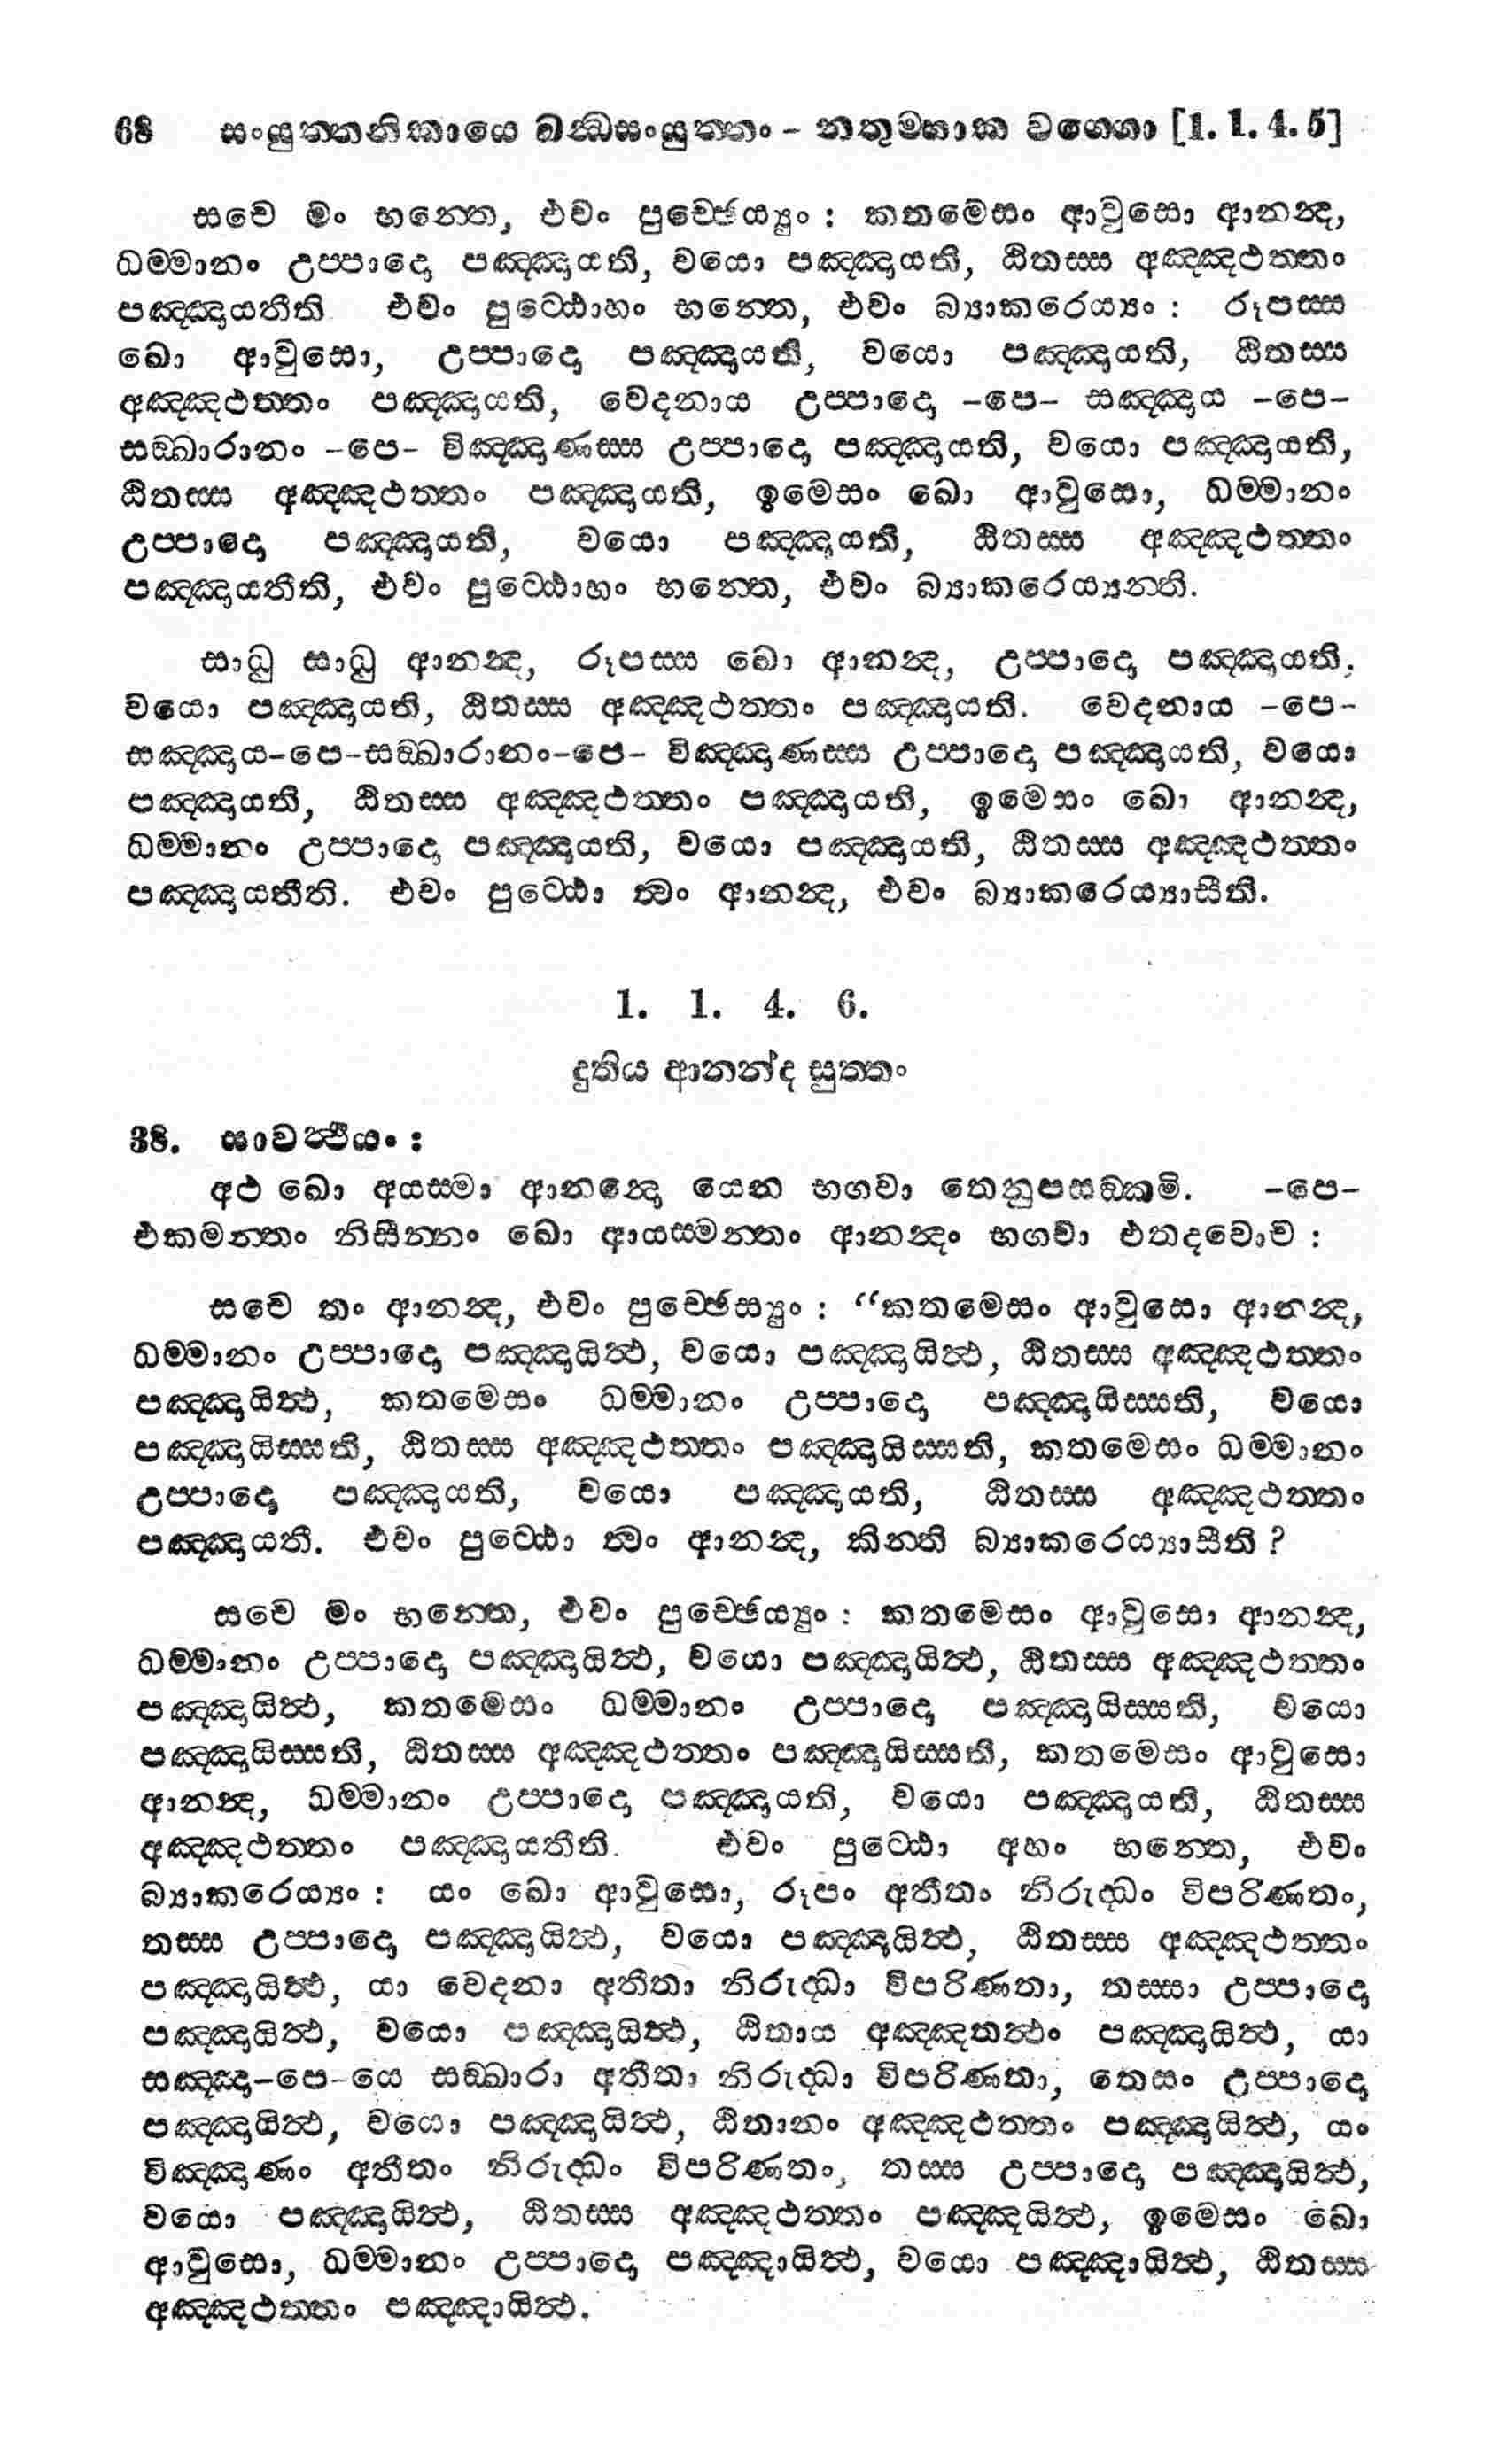 68 සංයුත්තනිකායෙ ඛන්ධසංයුත්තං - නතුම්හාක වග්ගො [1. 1. 4. 5]
සචෙ මං භන්තෙ, එවං පුච්ඡෙය්‍යුං : කතමෙසං ආවුසො ආනන්ද,
ධම්මානං උප්පාදො පඤ්ඤායති, වයො පඤ්ඤායති, ඨිතස්ස අඤ්ඤථත්තං
පඤ්ඤායතීති එවං පුට්ඨොහං භන්තෙ, එවං බ්‍යාකරෙය්‍යං : රූපස්ස
ඛො ආවුසො, උප්පාදො පඤ්ඤායති, වයො පඤ්ඤායති, ඨිතස්ස
අඤ්ඤථත්තං පඤ්ඤායති, වෙදනාය උප්පාදො -පෙ- සඤ්ඤාය -පෙ-
සඞ්ඛාරානං -පෙ- විඤ්ඤාණස්ස උප්පාදො පඤ්ඤායති, වයො පඤ්ඤායති,
ඨිතස්ස අඤ්ඤථත්තං පඤ්ඤායති, ඉමෙසං ඛො ආවුසො, ධම්මානං
උප්පාදො පඤ්ඤායති, වයො පඤ්ඤායති, ඨිතස්ස අඤ්ඤථත්තං
පඤ්ඤායතීති, එවං පුට්ඨොහං භන්තෙ, එවං බ්‍යාකරෙය්‍යන්ති.
සාධු සාධු ආනන්ද, රූපස්ස ඛො ආනන්ද, උප්පාදො පඤ්ඤායති,
වයො පඤ්ඤායති, ඨිතස්ස අඤ්ඤථත්තං පඤ්ඤායති. වෙදනාය -පෙ-
සඤ්ඤාය-පෙ-සඞ්ඛාරානං-පෙ- විඤ්ඤාණස්ස උප්පාදො පඤ්ඤායති, වයො
පඤ්ඤායති, ඨිතස්ස අඤ්ඤථත්තං පඤ්ඤායති, ඉමෙසං ඛො ආනන්ද,
ධම්මානං උප්පාදො පඤ්ඤායති, වයො පඤ්ඤායති, ඨිතස්ස අඤ්ඤථත්තං
පඤ්ඤායතීති. එවං පුට්ඨො ත්වං ආනන්ද, එවං බ්‍යාකරෙය්‍යාසීති.
1. 1. 4. 6.
දුතිය ආනන්ද සුත්තං
38. සාවත්ථියං :
අථ ඛො අයස්මා ආනන්දො යෙන භගවා තෙනුපසඞ්කමි. -පෙ-
එකමන්තං නිසීන්නං ඛො ආයස්මන්තං ආනන්දං භගවා එතදවොච :
සචෙ තං ආනන්ද, එවං පුච්ඡෙස්‍යුං : “කතමෙසං ආවුසො ආනන්ද,
ධම්මානං උප්පාදො පඤ්ඤායිත්ථ, වයො පඤ්ඤායිත්ථ, ඨිතස්ස අඤ්ඤථත්තං
පඤ්ඤායිත්ථ, කතමෙසං ධම්මානං උප්පාදො පඤ්ඤායිස්සති, වයො
පඤ්ඤායිස්සති, ඨිතස්ස අඤ්ඤථත්තං පඤ්ඤායිස්සති, කතමෙසං ධම්මානං
උප්පාදො පඤ්ඤායති, වයො පඤ්ඤායති, ඨිතස්ස අඤ්ඤථත්තං
පඤ්ඤායතී. එවං පුට්ඨො ත්වං ආනන්ද, කින්ති බ්‍යාකරෙය්‍යාසීති ?
සචෙ මං භන්තෙ, එවං පුච්ඡෙය්‍යුං : කතමෙසං ආවුසො ආනන්ද,
ධම්මානං උප්පාදො පඤ්ඤායිත්ථ, වයො පඤ්ඤායිත්ථ, ඨිතස්ස අඤ්ඤථත්තං
පඤ්ඤායිත්ථ, කතමෙසං ධම්මානං උප්පාදො පඤ්ඤායිස්සති, වයො
පඤ්ඤායිස්සති, ඨිතස්ස අඤ්ඤථත්තං පඤ්ඤායිස්සති, කතමෙසං ආවුසො
ආනන්ද, ධම්මානං උප්පාදො පඤ්ඤායති, වයො පඤ්ඤායති, ඨිතස්ස
අඤ්ඤථත්තං පඤ්ඤායතීති. එවං පුට්ඨො අහං භන්තෙ, එවං
බ්‍යාකරෙය්‍යං : යං ඛො ආවුසො, රූපං අතීතං නිරුද්ධං විපරිණතං,
තස්ස උප්පාදො පඤ්ඤායිත්ථ, වයො පඤ්ඤායිත්ථ, ඨිතස්ස අඤ්ඤථත්තං
පඤ්ඤායිත්ථ, යා වෙදනා අතීතා නිරුද්ධා විපරිණතා, තස්සා උප්පාදො
පඤ්ඤායිත්ථ, වයො පඤ්ඤායිත්ථ, ඨිතාය අඤ්ඤතත්ථං පඤ්ඤායිත්ථ, යා
සඤ්ඤා-පෙ-යෙ සඞ්ඛාරා අතීතා නිරුද්ධා විපරිණතා, තෙසං උප්පාදො
පඤ්ඤායිත්ථ, වයො පඤ්ඤායිත්ථ, ඨිතානං අඤ්ඤථත්තං පඤ්ඤායිත්ථ, යං
විඤ්ඤාණං අතීතං නිරුද්ධං විපරිණතං, තස්ස උප්පාදො පඤ්ඤායිත්ථ,
වයො පඤ්ඤායිත්ථ, ඨිතස්ස අඤ්ඤථත්තං පඤ්ඤයිත්ථ, ඉමෙසං ඛො
ආවුසො, ධම්මානං උප්පාදො පඤ්ඤායිත්ථ, වයො පඤ්ඤායිත්ථ, ඨිතස්ස
අඤ්ඤථත්තං පඤ්ඤායිත්ථ.